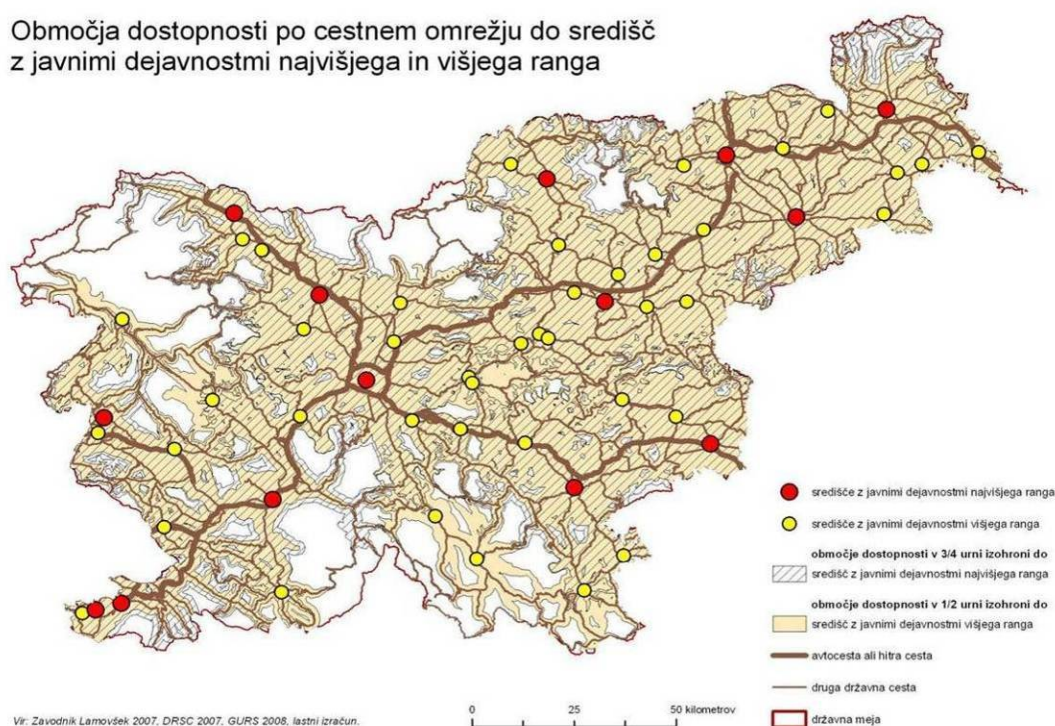 Območja dostopnosti po cestnem omrežju do središč
z javnimi dejavnostmi najvišjega in višjega ranga
središče z javnimi dejavnostmi najvišjega ranga
središče z javnimi dejavnostmi višjega ranga
območje dostopnosti v 3/4 urni izohroni do
središč z javnimi dejavnostmi najvišjega ranga
območje dostopnosti v 1/2 urni izohroni do
središč z javnimi dejavnostmi višjega ranga
avtocesta ali hitra cesta
druga državna cesta
državna meja
0 25 50 kilometrov
Vir: Zavodnik Lamovšek 2007, DRSC 2007, GURS 2008, lastni izračun.